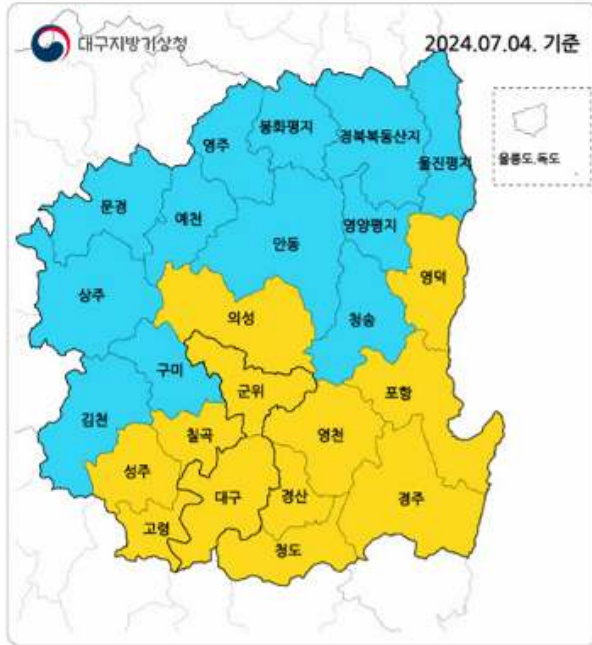 대구지방기상청
2024.07.04. 기준
봉화평지
영주
경북북동산지
울릉도.독도
울진평지
문경
예천
영양평지
안동
영덕
상주
의성
청송
구미
군위
포항
김천
칠곡
영천
성주
대구
경산
경주
고령
청도